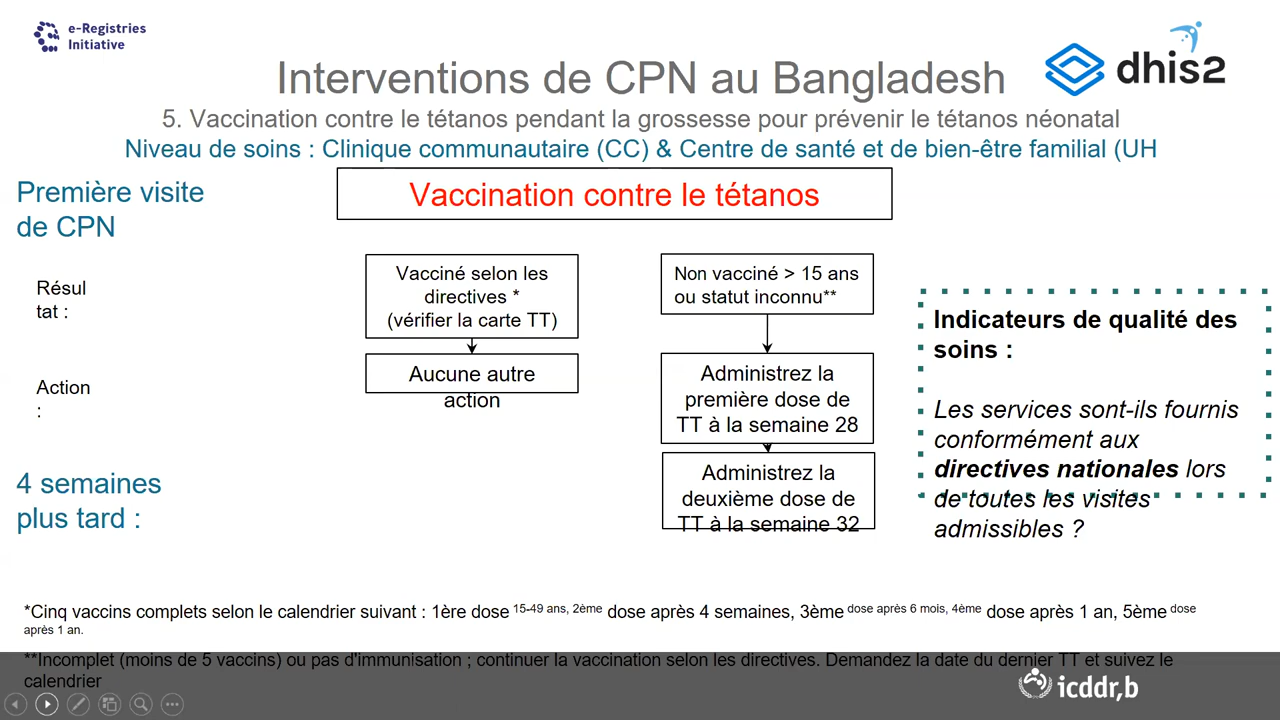 e-Registries
Initiative
dhis2
Interventions de CPN au Bangladesh
5. Vaccination contre le tétanos pendant la grossesse pour prévenir le tétanos néonatal
Niveau de soins : Clinique communautaire (CC) & Centre de santé et de bien-être familial (UH
Première visite
de CPN
Vaccination contre le tétanos
Résul
tat :
Vacciné selon les
directives *
(vérifier la carte TT)
Non vacciné > 15 ans
ou statut inconnu**
Action
:
Aucune autre
action
Administrez la
première dose de
TT à la semaine 28
4 semaines
plus tard :
Administrez la
deuxième dose de
TT à la semaine 32
Indicateurs de qualité des
soins :
Les services sont-ils fournis
conformément aux
directives nationales lors
de toutes les visites
admissibles ?
*Cinq vaccins complets selon le calendrier suivant : 1ère dose 15-49 ans, 2ème dose après 4 semaines, 3ème dose après 6 mois, 4ème dose après 1 an, 5ème dose
après 1 an.
**Incomplet (moins de 5 vaccins) ou pas d'immunisation ; continuer la vaccination selon les directives. Demandez la date du dernier TT et suivez le
calendrier
icddr,b